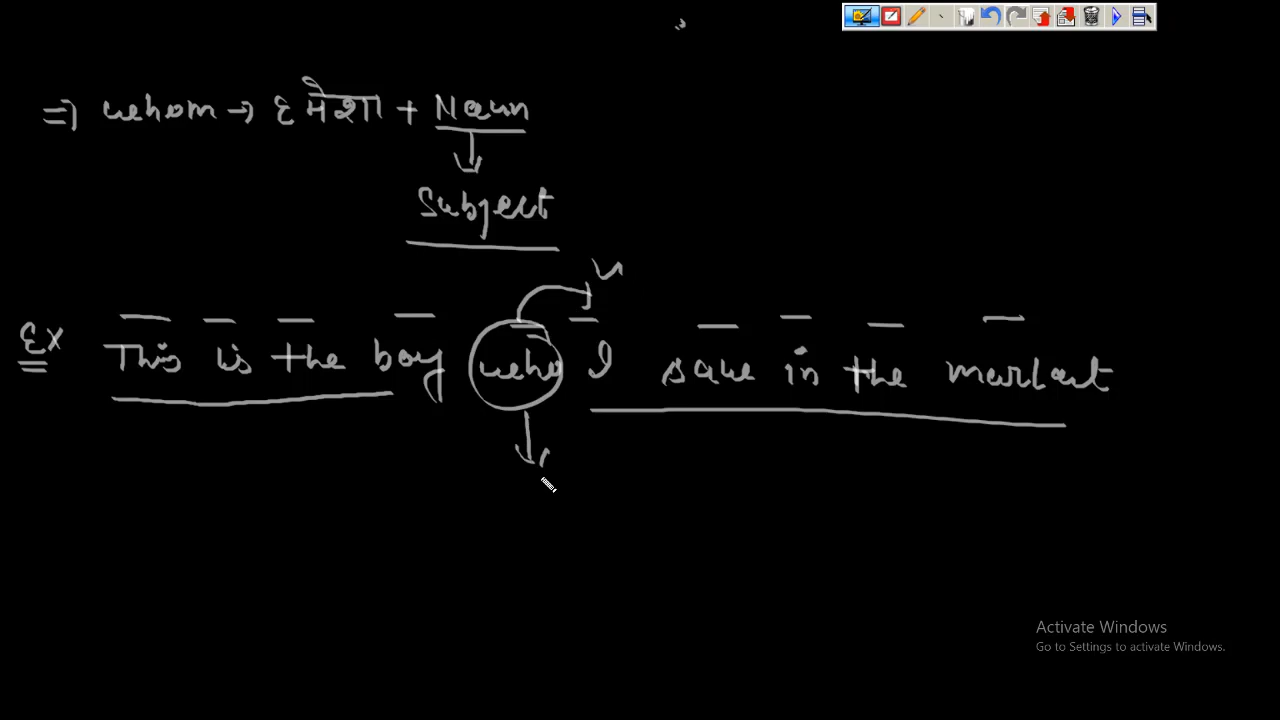 => whom → हमेशा + Noun
↓
Subject
v
Ex This is the boy who I saw in the market
Activate Windows
Go to Settings to activate Windows.